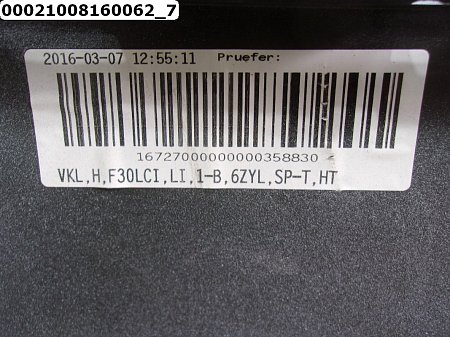 00021008160062_7
2016-03-07 12:55:11 Pruefer:
16727000000000358830
VKL,H,F30LCI,LI,1-B,6ZYL,SP-T,HT